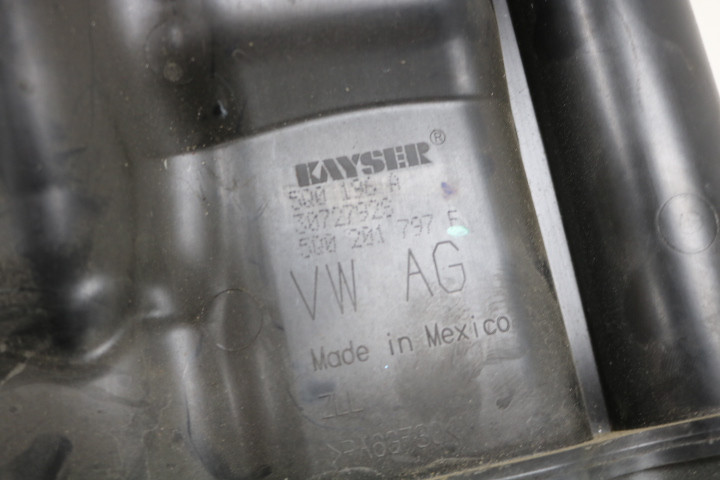 KAYSER®
5Q0 196 A
30727929
5Q0 201 797 F
VW AG
Made in Mexico